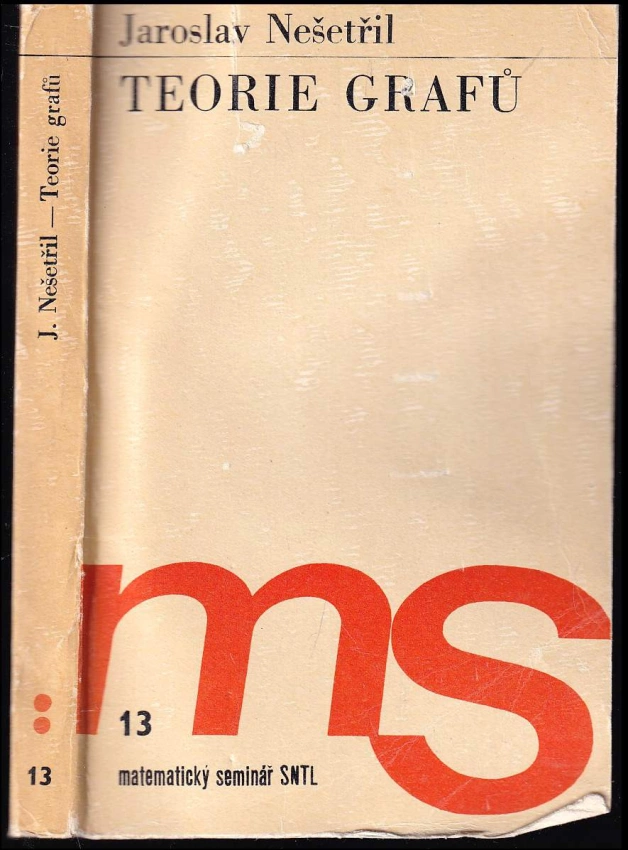 Jaroslav Nešetřil
TEORIE GRAFŮ
J. Nešetřil — Teorie grafů
ms
13
matematický seminář SNTL
13